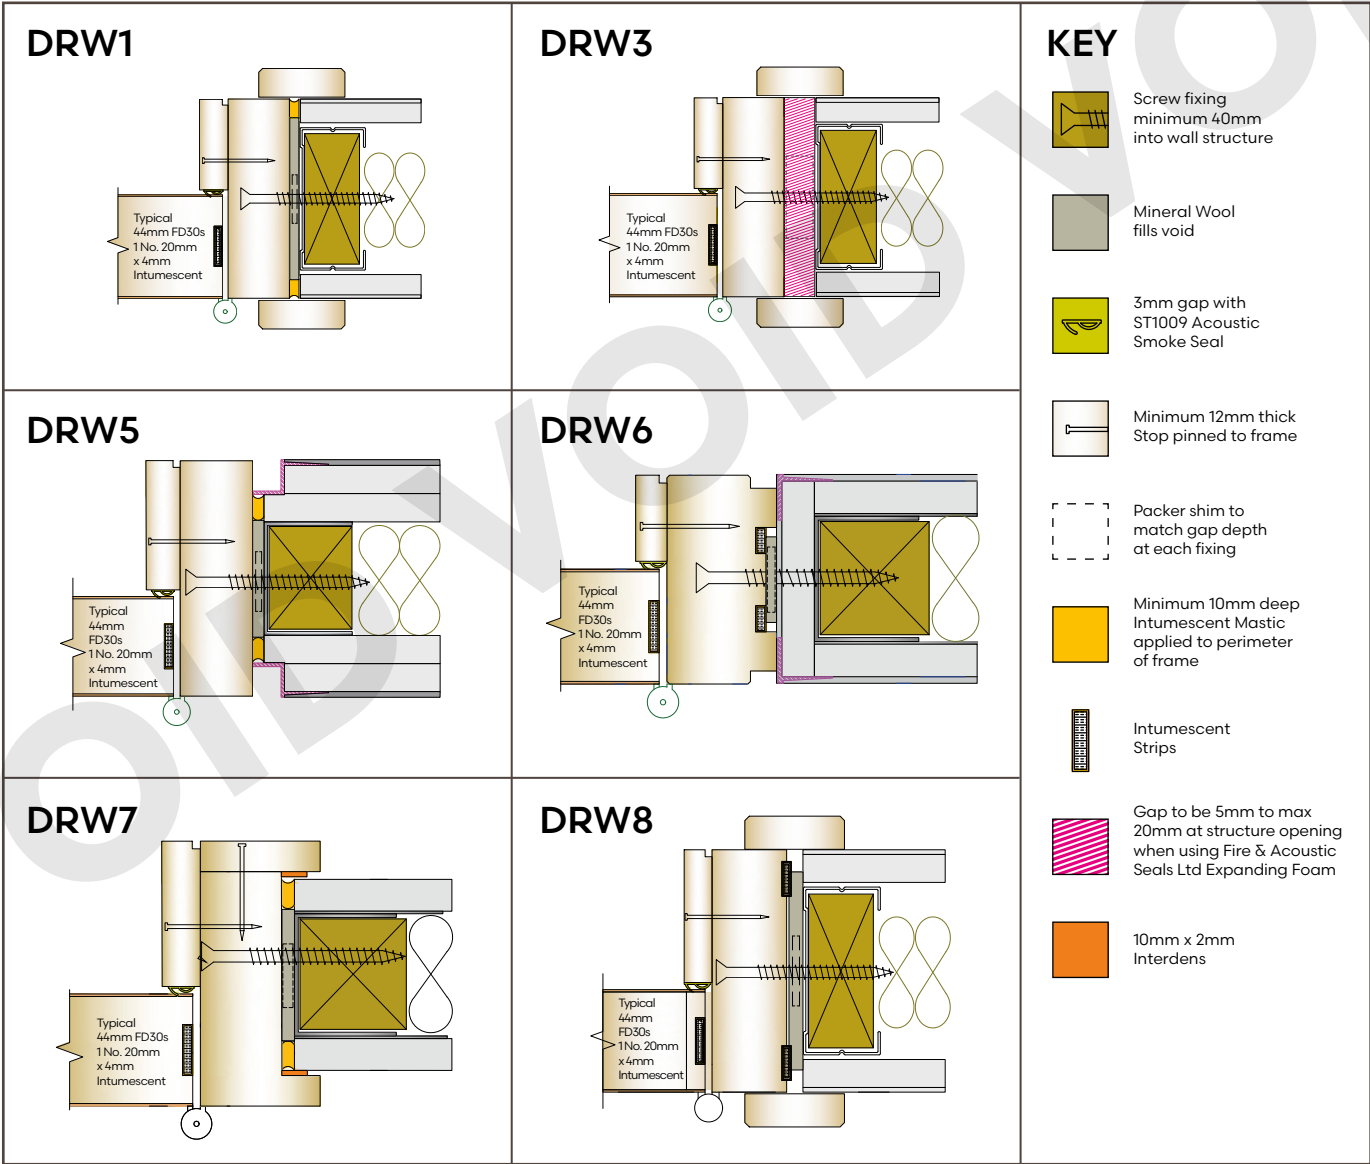 DRW1
Typical
44mm FD30s
1 No. 20mm
x 4mm
Intumescent
DRW3
Typical
44mm FD30s
1 No. 20mm
x 4mm
Intumescent
DRW5
Typical
44mm
FD30s
1 No. 20mm
x 4mm
Intumescent
DRW6
Typical
44mm
FD30s
1 No. 20mm
x 4mm
Intumescent
DRW7
Typical
44mm FD30s
1 No. 20mm
x 4mm
Intumescent
DRW8
Typical
44mm
FD30s
1 No. 20mm
x 4mm
Intumescent
KEY
Screw fixing
minimum 40mm
into wall structure
Mineral Wool
fills void
3mm gap with
ST1009 Acoustic
Smoke Seal
Minimum 12mm thick
Stop pinned to frame
Packer shim to
match gap depth
at each fixing
Minimum 10mm deep
Intumescent Mastic
applied to perimeter
of frame
Intumescent
Strips
Gap to be 5mm to max
20mm at structure opening
when using Fire & Acoustic
Seals Ltd Expanding Foam
10mm x 2mm
Interdens
VOID VOID VO